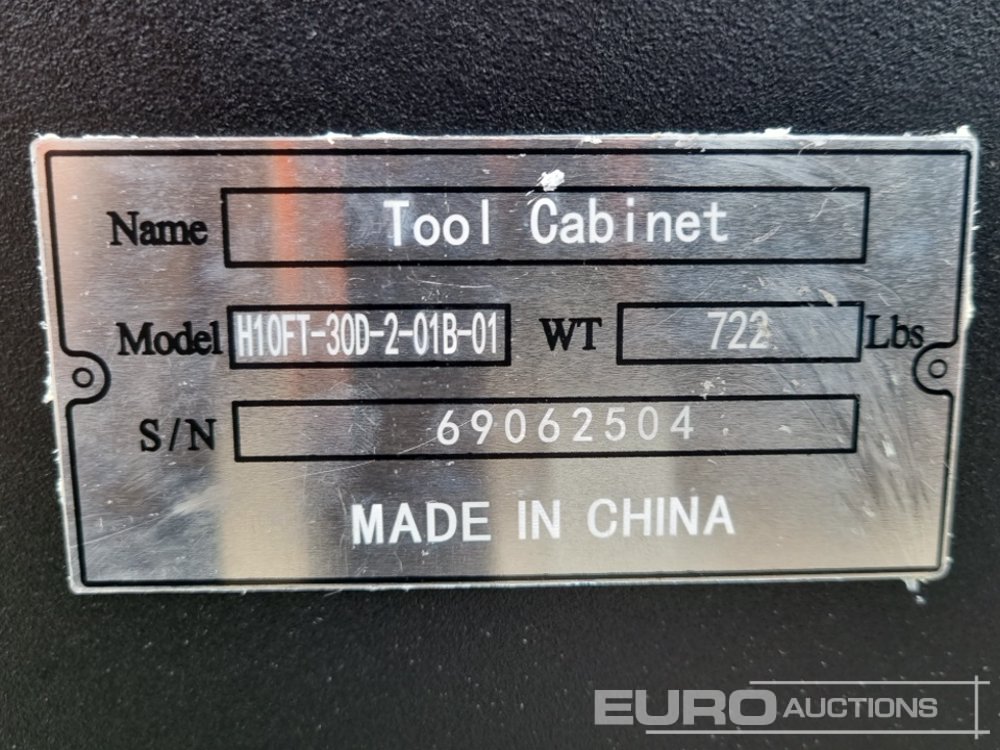 Name Tool Cabinet
Model H10FT-30D-2-01B-01 WT 722 Lbs
S/N 69062504
MADE IN CHINA
EURO AUCTIONS